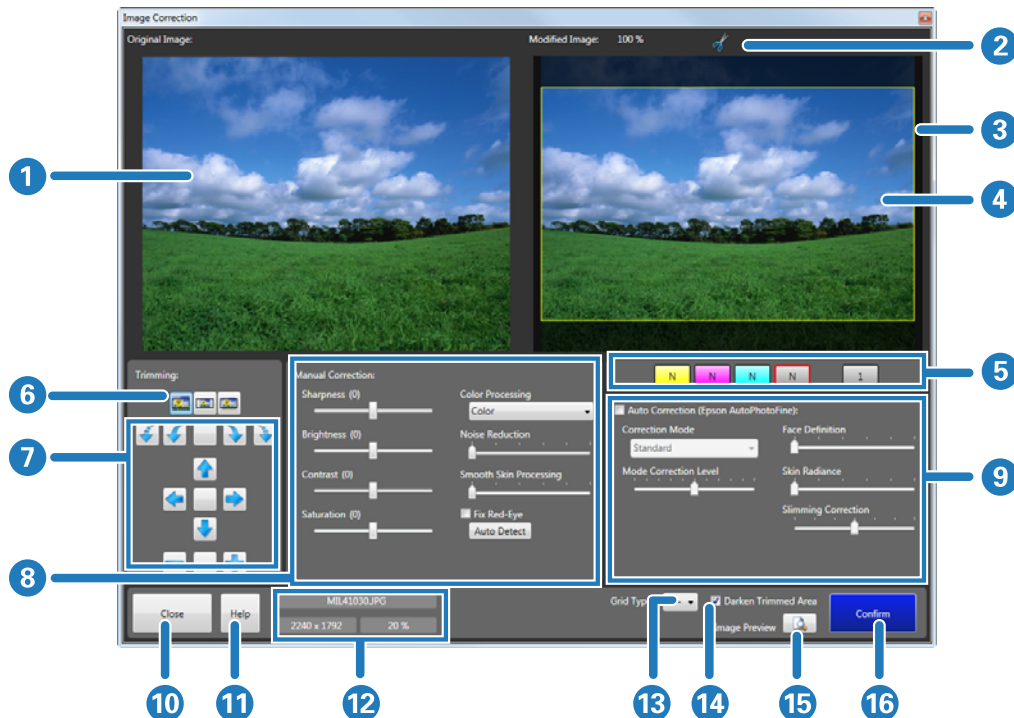 Image Correction
Original Image:
Modified Image: 100 %
2
3
1
4
Trimming:
Manual Correction:
N N N N 1
5
6
Sharpness (0)
Color Processing
Color
Auto Correction (Epson AutoPhotoFine):
Correction Mode
Face Definition
Standard
7
Brightness (0)
Noise Reduction
Contrast (0)
Smooth Skin Processing
Mode Correction Level
Skin Radiance
9
Saturation (0)
Fix Red-Eye
Slimming Correction
Auto Detect
8
Close
Help
MIL41030.JPG
2240 x 1792 20 %
Grid Typ
Darken Trimmed Area
mage Preview
Confirm
10
11
12
13
14
15
16